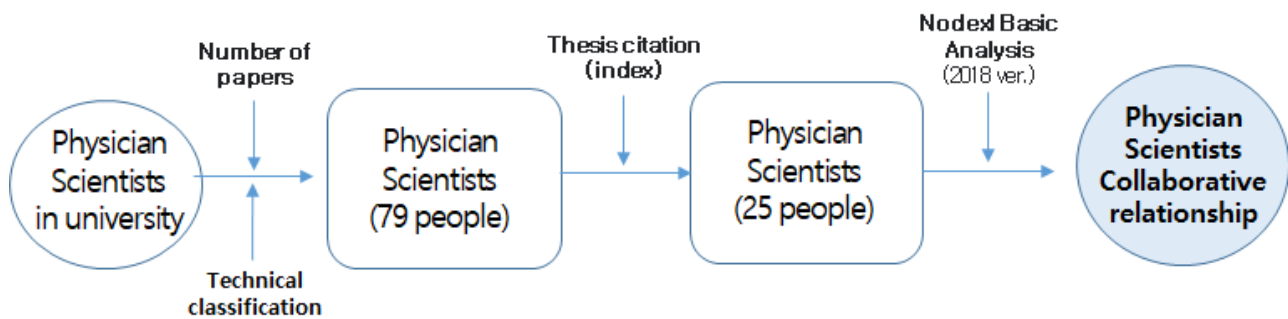 Number of
papers
Thesis citation
(index)
Nodexl Basic
Analysis
(2018 ver.)
Physician
Scientists
in university
Physician
Scientists
(79 people)
Physician
Scientists
(25 people)
Physician
Scientists
Collaborative
relationship
Technical
classification